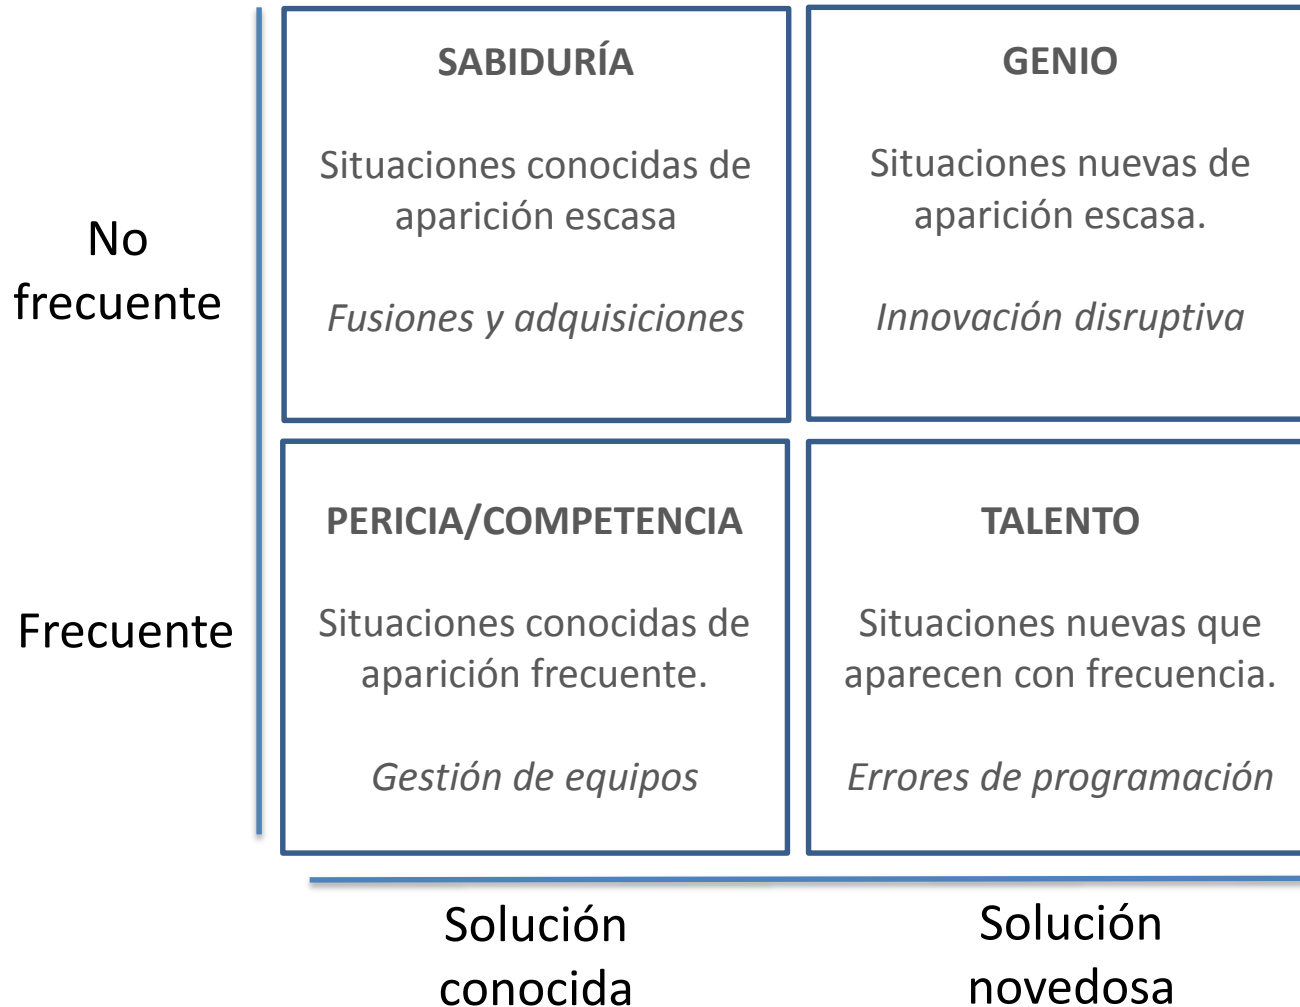 SABIDURÍA
Situaciones conocidas de
aparición escasa
Fusiones y adquisiciones
GENIO
Situaciones nuevas de
aparición escasa.
Innovación disruptiva
No
frecuente
PERICIA/COMPETENCIA
Situaciones conocidas de
aparición frecuente.
Gestión de equipos
TALENTO
Situaciones nuevas que
aparecen con frecuencia.
Errores de programación
Frecuente
Solución
conocida
Solución
novedosa